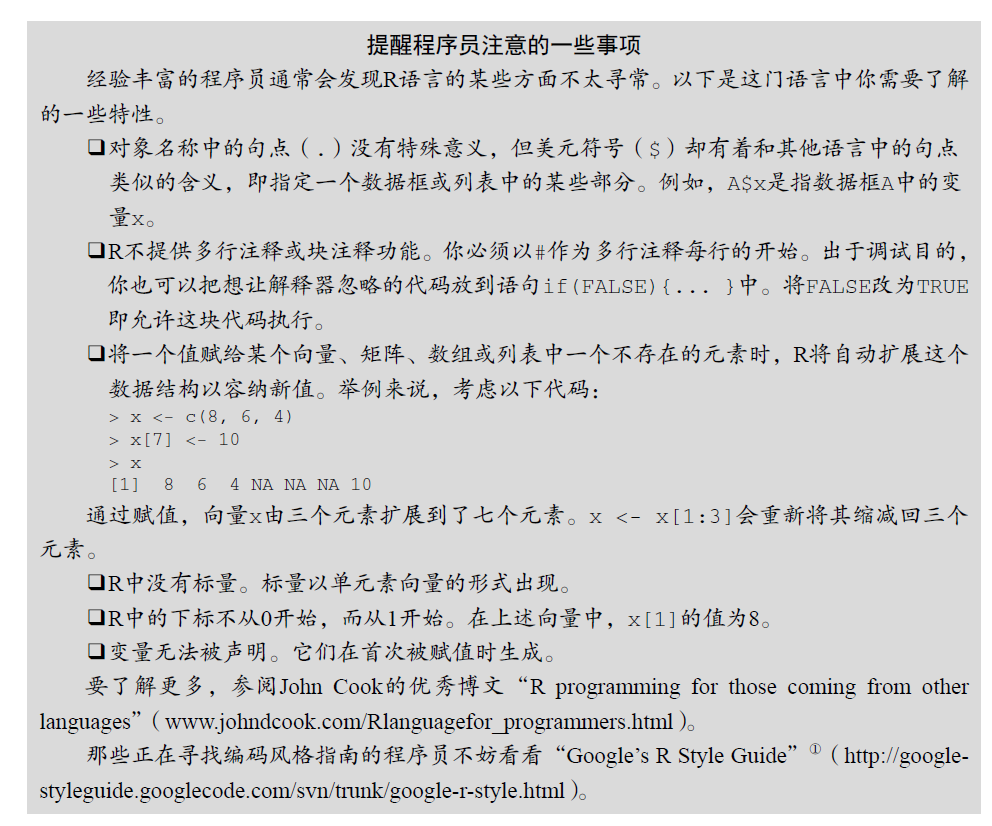 提醒程序员注意的一些事项
经验丰富的程序员通常会发现R语言的某些方面不太寻常。以下是这门语言中你需要了解
的一些特性。
❑对象名称中的句点（.）没有特殊意义，但美元符号（$）却有着和其他语言中的句点
类似的含义，即指定一个数据框或列表中的某些部分。例如，A$x是指数据框A中的变
量x。
❑R不提供多行注释或块注释功能。你必须以#作为多行注释每行的开始。出于调试目的，
你也可以把想让解释器忽略的代码放到语句if(FALSE){... }中。将FALSE改为TRUE
即允许这块代码执行。
❑将一个值赋给某个向量、矩阵、数组或列表中一个不存在的元素时，R将自动扩展这个
数据结构以容纳新值。举例来说，考虑以下代码：
> x <- c(8, 6, 4)
> x[7] <- 10
> x
[1]  8  6  4 NA NA NA 10
通过赋值，向量x由三个元素扩展到了七个元素。x <- x[1:3]会重新将其缩减回三个
元素。
❑R中没有标量。标量以单元素向量的形式出现。
❑R中的下标不从0开始，而从1开始。在上述向量中，x[1]的值为8。
❑变量无法被声明。它们在首次被赋值时生成。
要了解更多，参阅John Cook的优秀博文“R programming for those coming from other
languages”（www.johndcook.com/Rlanguagefor_programmers.html）。
那些正在寻找编码风格指南的程序员不妨看看“Google’s R Style Guide”①（http://google-
styleguide.googlecode.com/svn/trunk/google-r-style.html）。